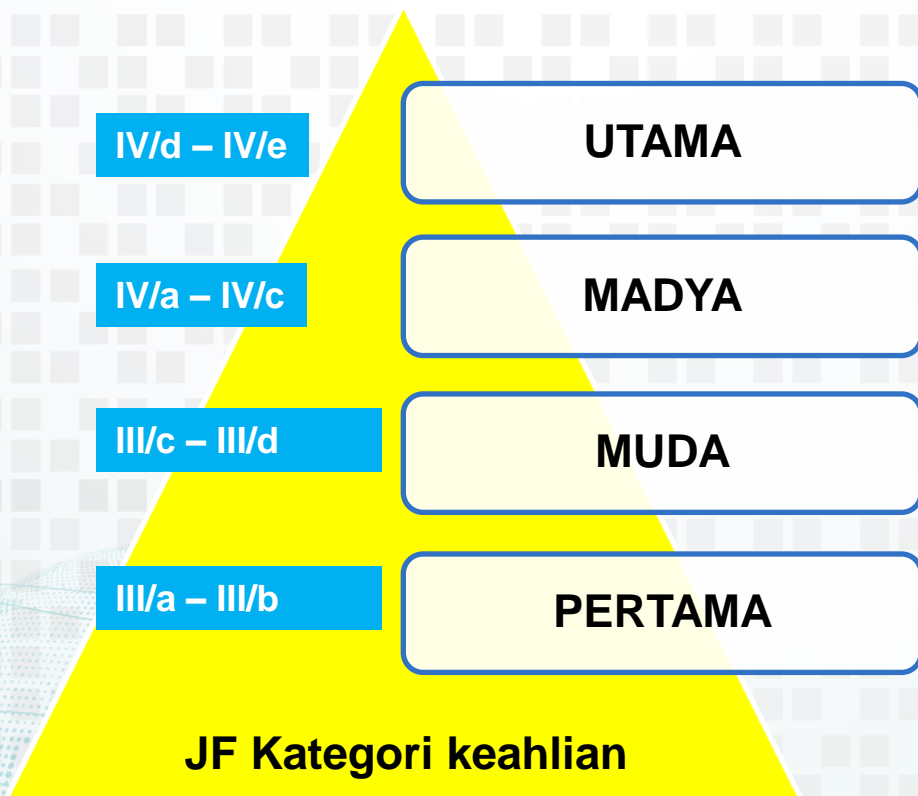 IV/d – IV/e
UTAMA
IV/a – IV/c
MADYA
III/c – III/d
MUDA
III/a – III/b
PERTAMA
JF Kategori keahlian